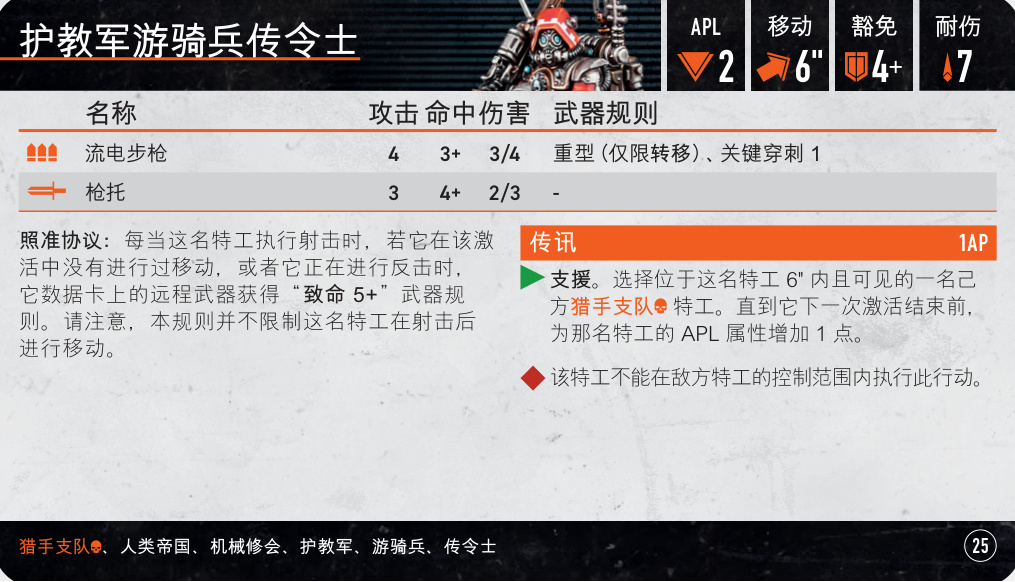 护教军游骑兵传令士
APL 移动 豁免 耐伤
2 6" 4+ 7
名称 攻击 命中 伤害 武器规则
流电步枪 4 3+ 3/4 重型（仅限转移）、关键穿刺 1
枪托 3 4+ 2/3 -
照准协议：每当这名特工执行射击时，若它在该激
活中没有进行过移动，或者它正在进行反击时，
它数据卡上的远程武器获得“致命 5+”武器规
则。请注意，本规则并不限制这名特工在射击后
进行移动。
传讯 1AP
支援。选择位于这名特工 6" 内且可见的一名己
方猎手支队特工。直到它下一次激活结束前，
为那名特工的 APL 属性增加 1 点。
该特工不能在敌方特工的控制范围内执行此行动。
猎手支队、人类帝国、机械修会、护教军、游骑兵、传令士
25